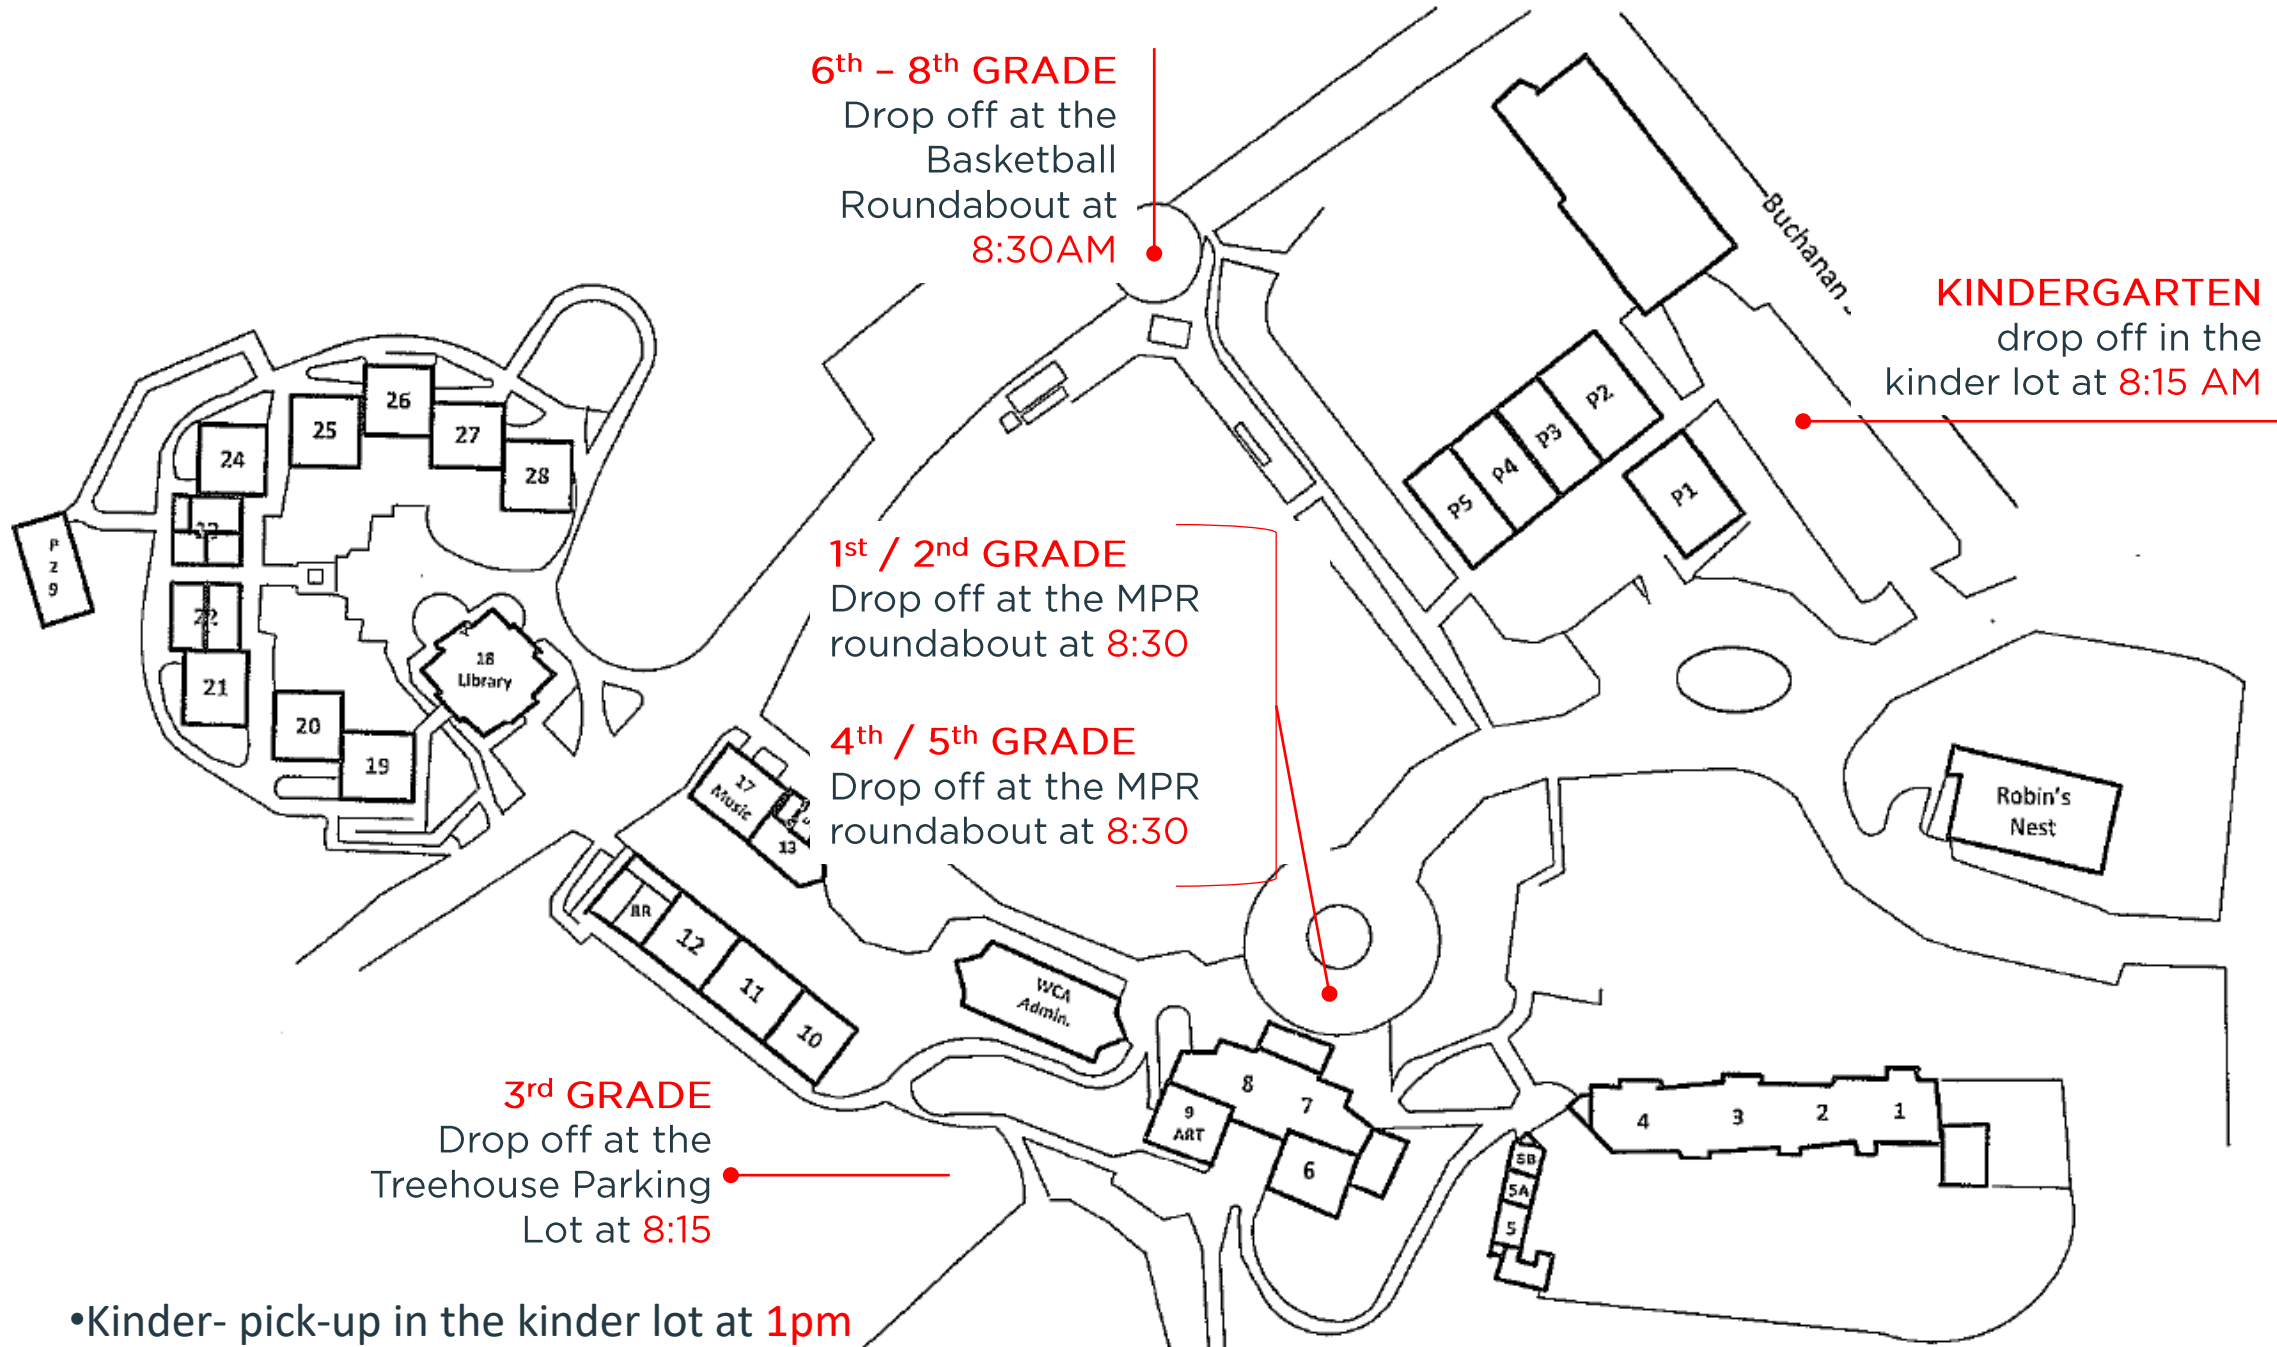 6th – 8th GRADE
Drop off at the
Basketball
Roundabout at
8:30AM
Buchanan
KINDERGARTEN
drop off in the
kinder lot at 8:15 AM
26
25
27
24
28
P2
P3
P4
P5
P1
P
2
9
22
21
20
19
18
Library
1st / 2nd GRADE
Drop off at the MPR
roundabout at 8:30
4th / 5th GRADE
Drop off at the MPR
roundabout at 8:30
17
Music
13
BR
12
11
10
WCA
Admin.
Robin's
Nest
8
7
9
ART
6
4
3
2
1
5B
5A
5
3rd GRADE
Drop off at the
Treehouse Parking
Lot at 8:15
•Kinder- pick-up in the kinder lot at 1pm